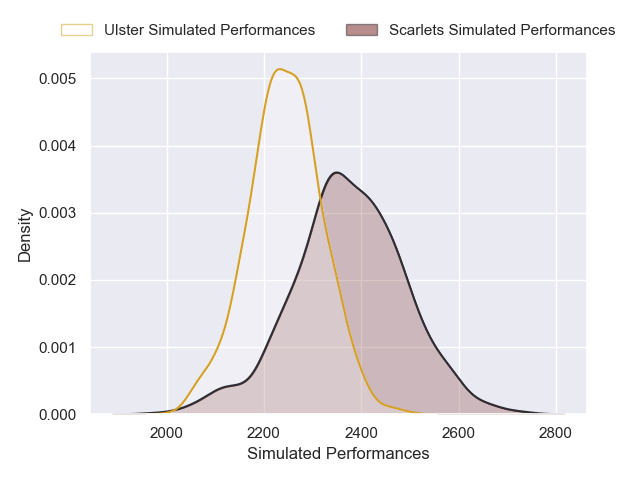 Ulster Simulated Performances Scarlets Simulated Performances
0.005
0.004
0.003
0.002
0.001
0.000
Density
2000 2200 2400 2600 2800
Simulated Performances